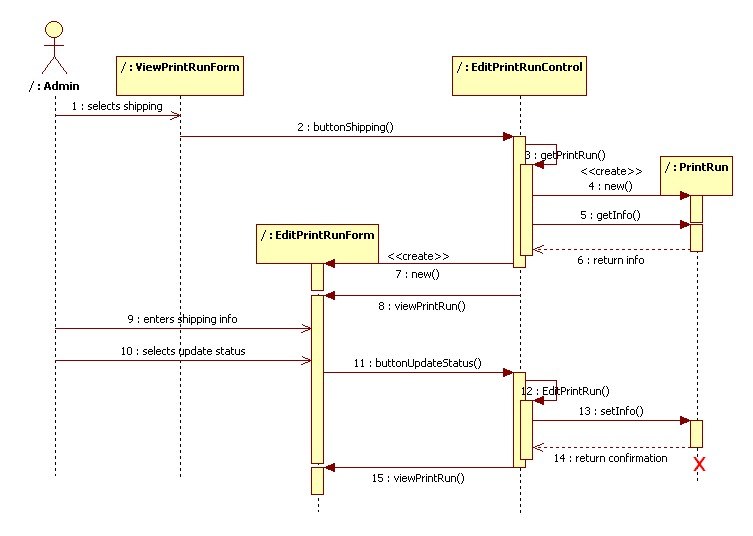 / : Admin
/ : ViewPrintRunForm
/ : EditPrintRunControl
1 : selects shipping
2 : buttonShipping()
3 : getPrintRun()
/ : PrintRun
<<create>>
4 : new()
5 : getInfo()
/ : EditPrintRunForm
6 : return info
<<create>>
7 : new()
8 : viewPrintRun()
9 : enters shipping info
10 : selects update status
11 : buttonUpdateStatus()
12 : EditPrintRun()
13 : setInfo()
14 : return confirmation
15 : viewPrintRun()